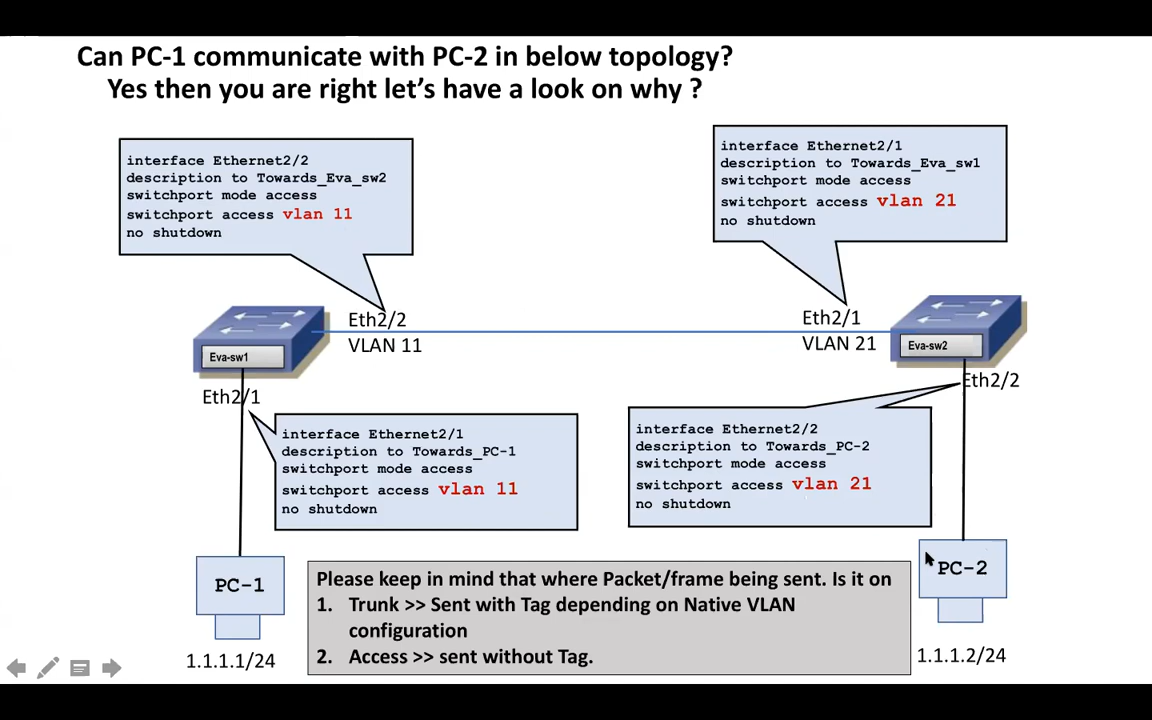 Can PC-1 communicate with PC-2 in below topology?
Yes then you are right let's have a look on why ?
interface Ethernet2/2
description to Towards_Eva_sw2
switchport mode access
switchport access vlan 11
no shutdown
interface Ethernet2/1
description to Towards_Eva_sw1
switchport mode access
switchport access vlan 21
no shutdown
Eth2/2
VLAN 11
Eth2/1
VLAN 21
Eva-sw1
Eva-sw2
Eth2/1
Eth2/2
interface Ethernet2/1
description to Towards_PC-1
switchport mode access
switchport access vlan 11
no shutdown
interface Ethernet2/2
description to Towards_PC-2
switchport mode access
switchport access vlan 21
no shutdown
PC-1
1.1.1.1/24
Please keep in mind that where Packet/frame being sent. Is it on
1. Trunk >> Sent with Tag depending on Native VLAN
configuration
2. Access >> sent without Tag.
PC-2
1.1.1.2/24